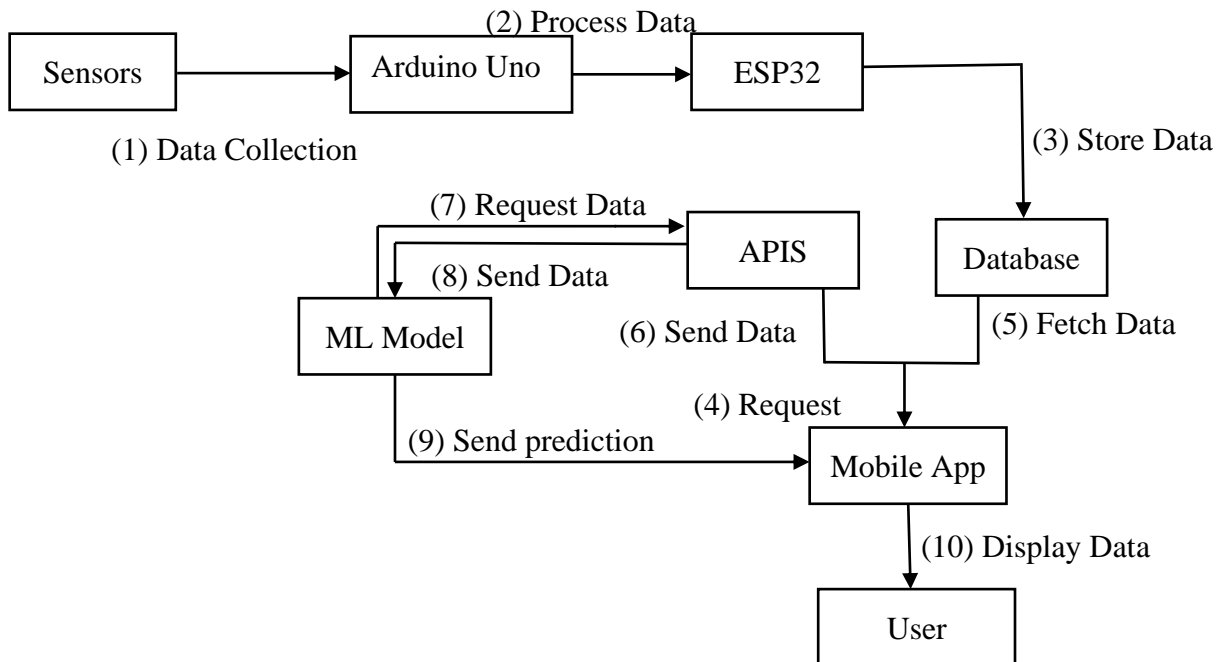 (2) Process Data
Sensors
Arduino Uno
ESP32
(1) Data Collection
(3) Store Data
(7) Request Data
APIS
Database
(8) Send Data
ML Model
(6) Send Data
(5) Fetch Data
(4) Request
(9) Send prediction
Mobile App
(10) Display Data
User